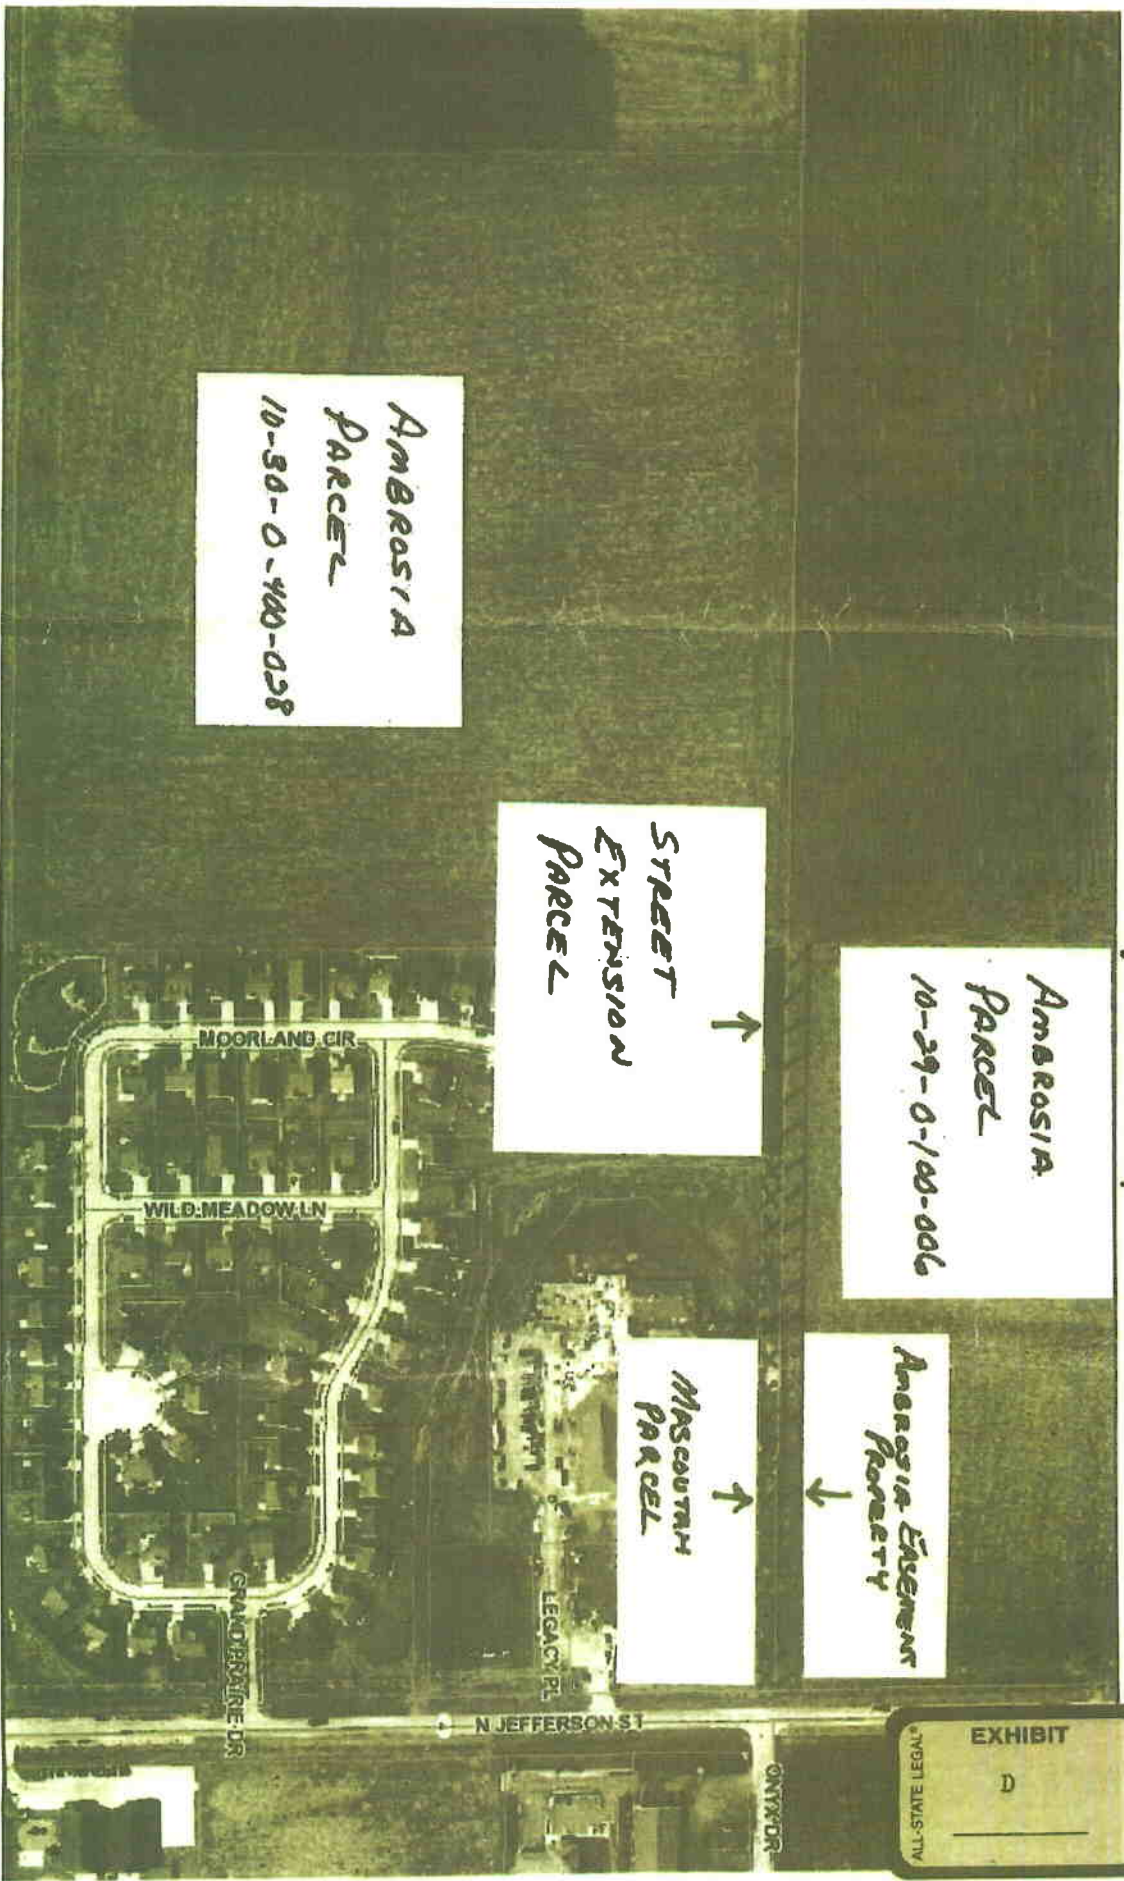 AMBROSIA
PARCEL
10-29-0-100-006
AMBROSIA EASEMENT
PROPERTY
STREET
EXTENSION
PARCEL
MASCOUTAH
PARCEL
AMBROSIA
PARCEL
10-30-0-400-028
MOORLAND CIR
WILD MEADOW LN
GRAND PRAIRIE DR
LEGACY PL
N JEFFERSON ST
ONYX DR
EXHIBIT
D
ALL-STATE LEGAL®